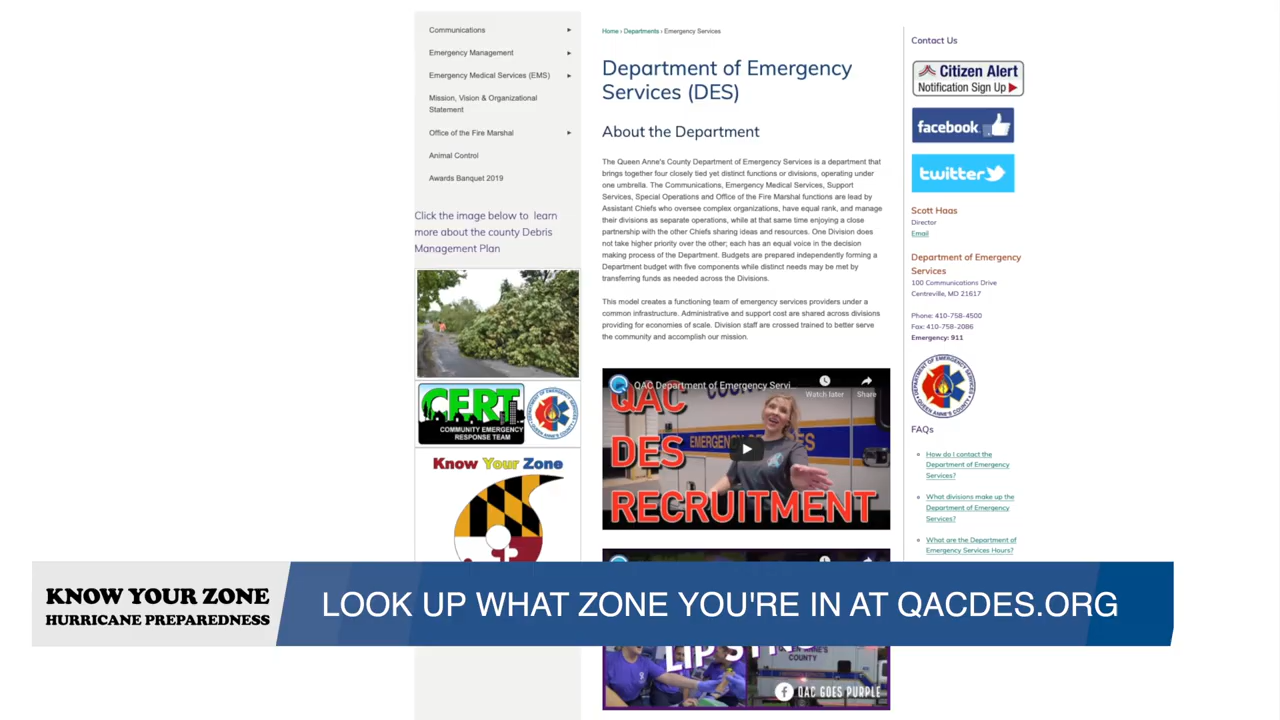 Communications
Emergency Management
Emergency Medical Services (EMS)
Mission, Vision & Organizational
Statement
Office of the Fire Marshal
Animal Control
Awards Banquet 2019
Click the image below to learn
more about the county Debris
Management Plan
CERT
COMMUNITY EMERGENCY
RESPONSE TEAM
Know Your Zone
Home › Departments › Emergency Services
Department of Emergency
Services (DES)
About the Department
The Queen Anne's County Department of Emergency Services is a department that
brings together four closely tied yet distinct functions or divisions, operating under
one umbrella. The Communications, Emergency Medical Services, Support
Services, Special Operations and Office of the Fire Marshal functions are lead by
Assistant Chiefs who oversee complex organizations, have equal rank, and manage
their divisions as separate operations, while at that same time enjoying a close
partnership with the other Chiefs sharing ideas and resources. One Division does
not take higher priority over the other; each has an equal voice in the decision
making process of the Department. Budgets are prepared independently forming a
Department budget with five components while distinct needs may be met by
transferring funds as needed across the Divisions.
This model creates a functioning team of emergency services providers under a
common infrastructure. Administrative and support cost are shared across divisions
providing for economies of scale. Division staff are crossed trained to better serve
the community and accomplish our mission.
QAC Department of Emergency Servi...
Watch later
Share
QAC
DES
RECRUITMENT
EMERGENCY
LIP SYNC
COUNTY
QAC GOES PURPLE
Contact Us
Citizen Alert
Notification Sign Up
facebook
twitter
Scott Haas
Director
Email
Department of Emergency
Services
100 Communications Drive
Centreville, MD 21617
Phone: 410-758-4500
Fax: 410-758-2086
Emergency: 911
DEPARTMENT OF EMERGENCY SERVICES
QUEEN ANNE'S COUNTY
FAQs
How do I contact the
Department of Emergency
Services?
What divisions make up the
Department of Emergency
Services?
What are the Department of
Emergency Services Hours?
KNOW YOUR ZONE
HURRICANE PREPAREDNESS
LOOK UP WHAT ZONE YOU'RE IN AT QACDES.ORG